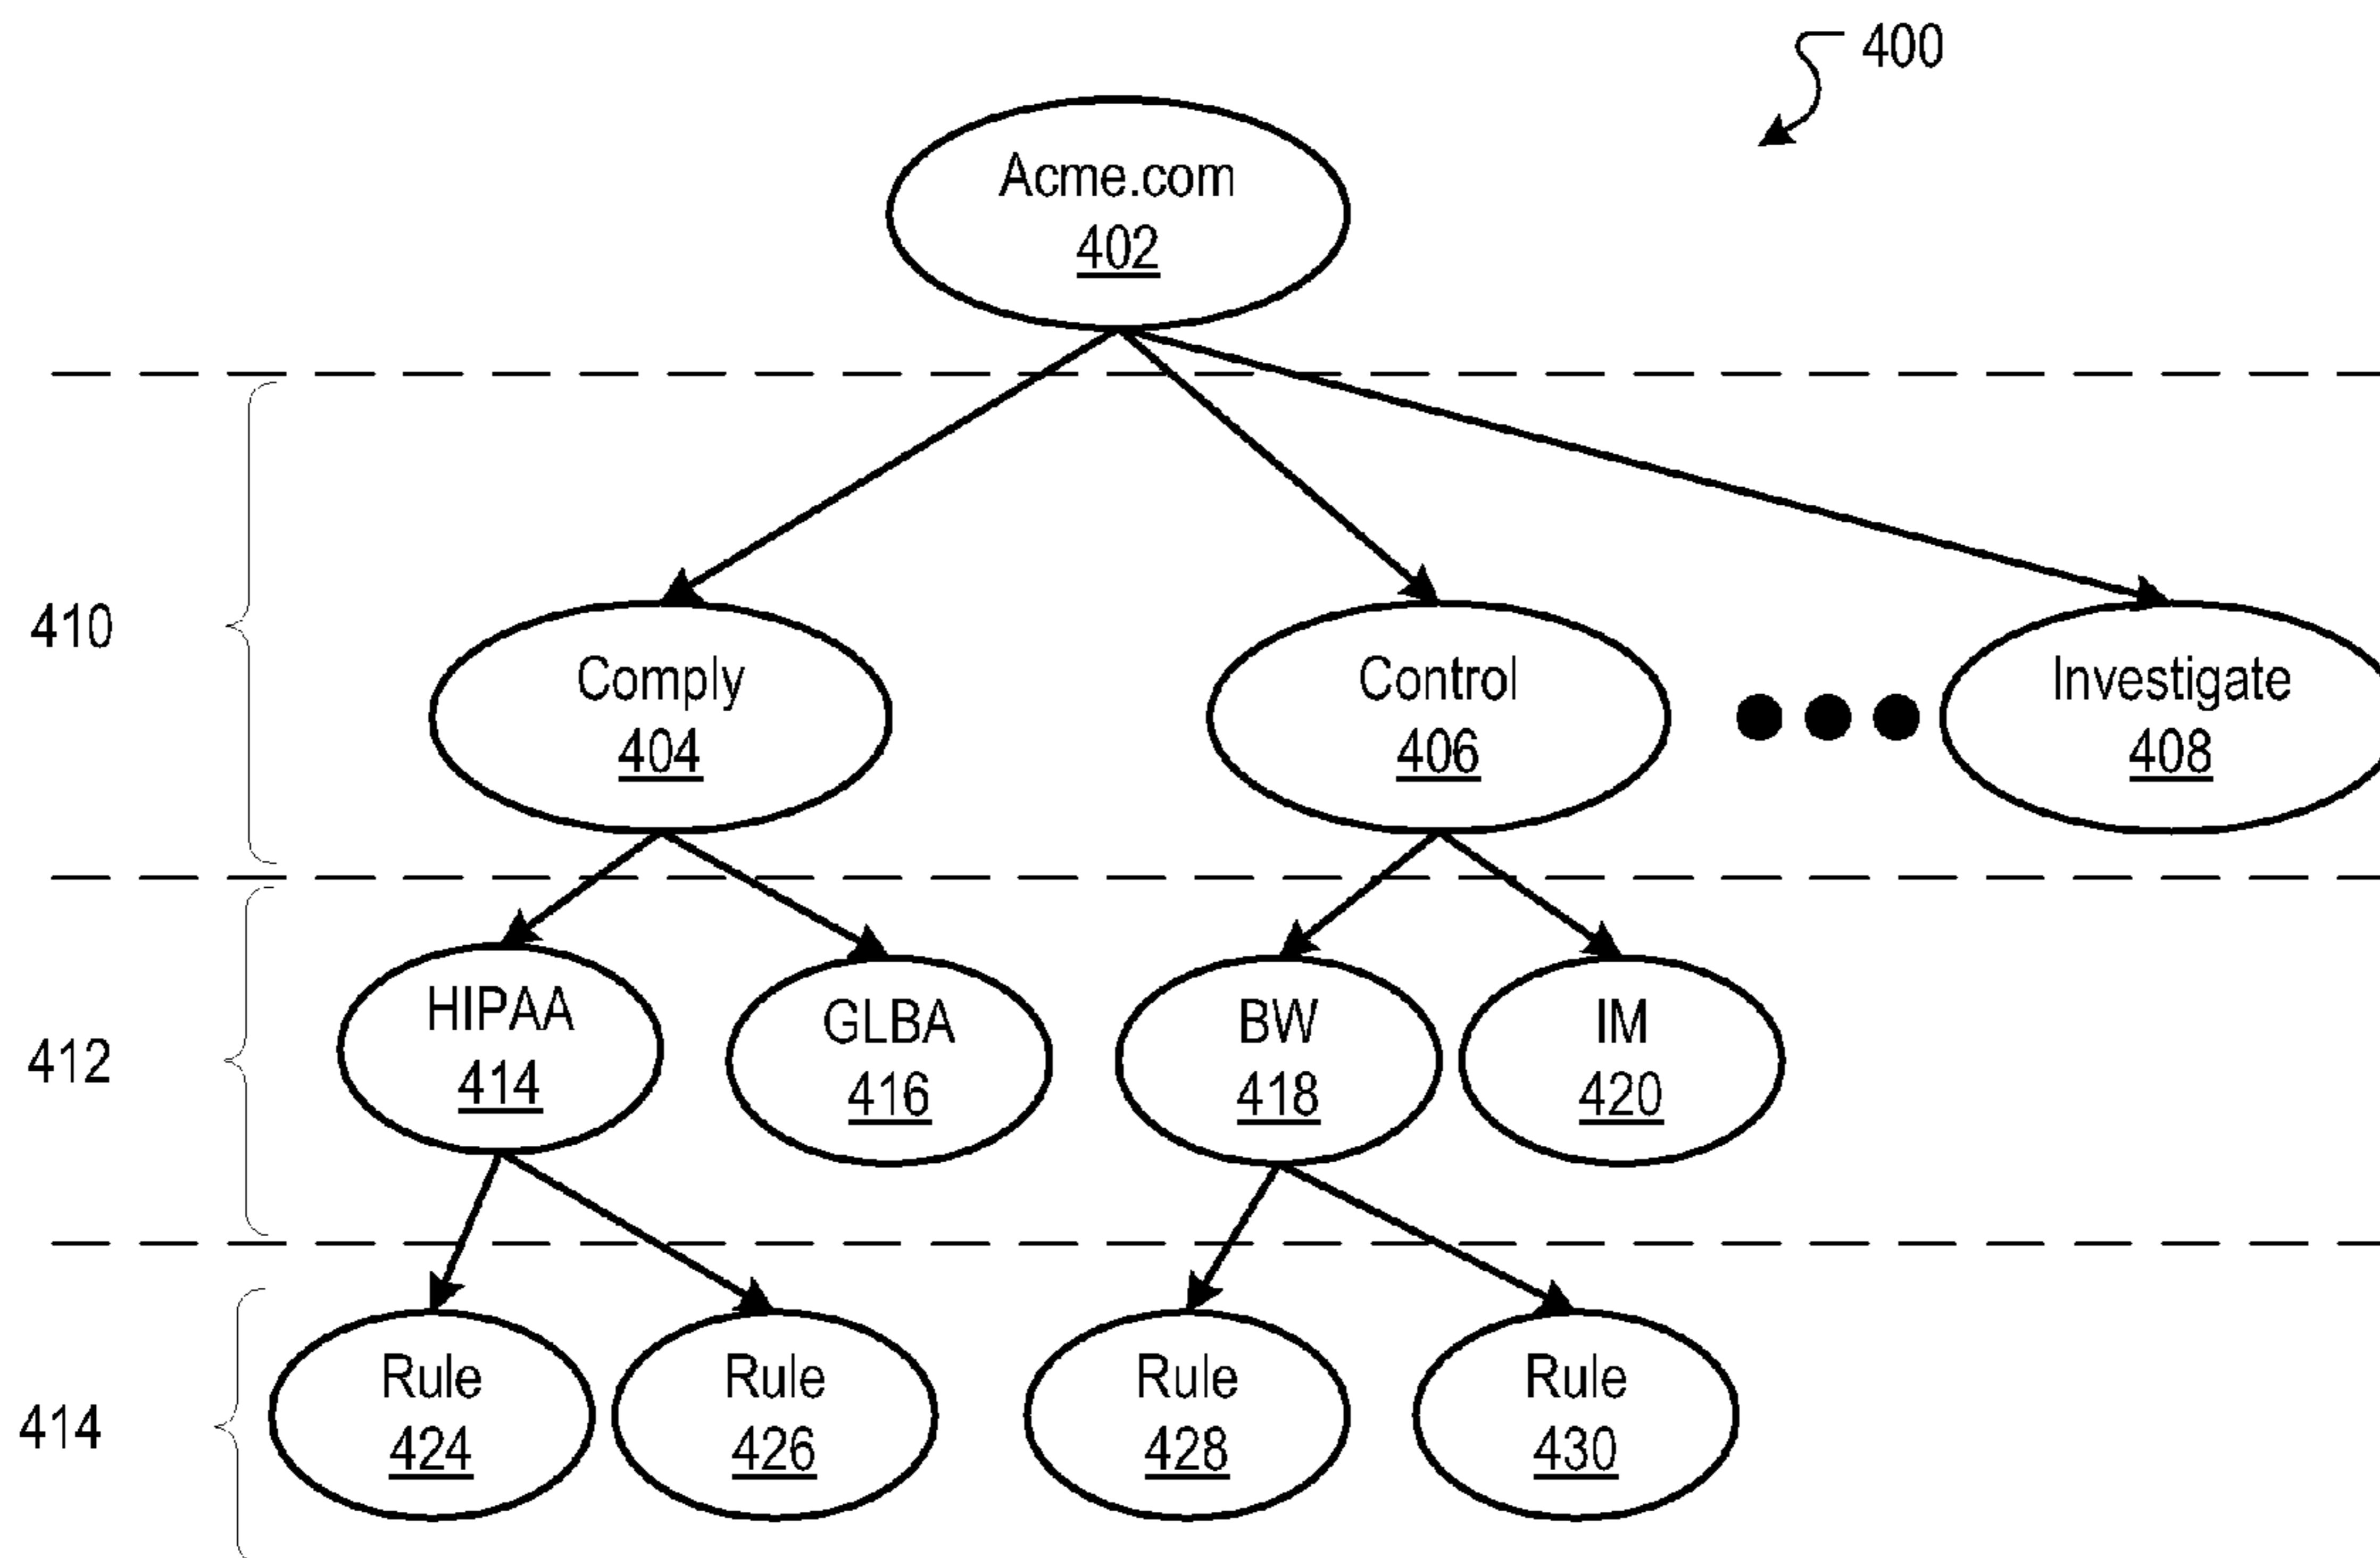 400
Acme.com
402
410
Comply
404
Control
406
Investigate
408
412
HIPAA
414
GLBA
416
BW
418
IM
420
414
Rule
424
Rule
426
Rule
428
Rule
430